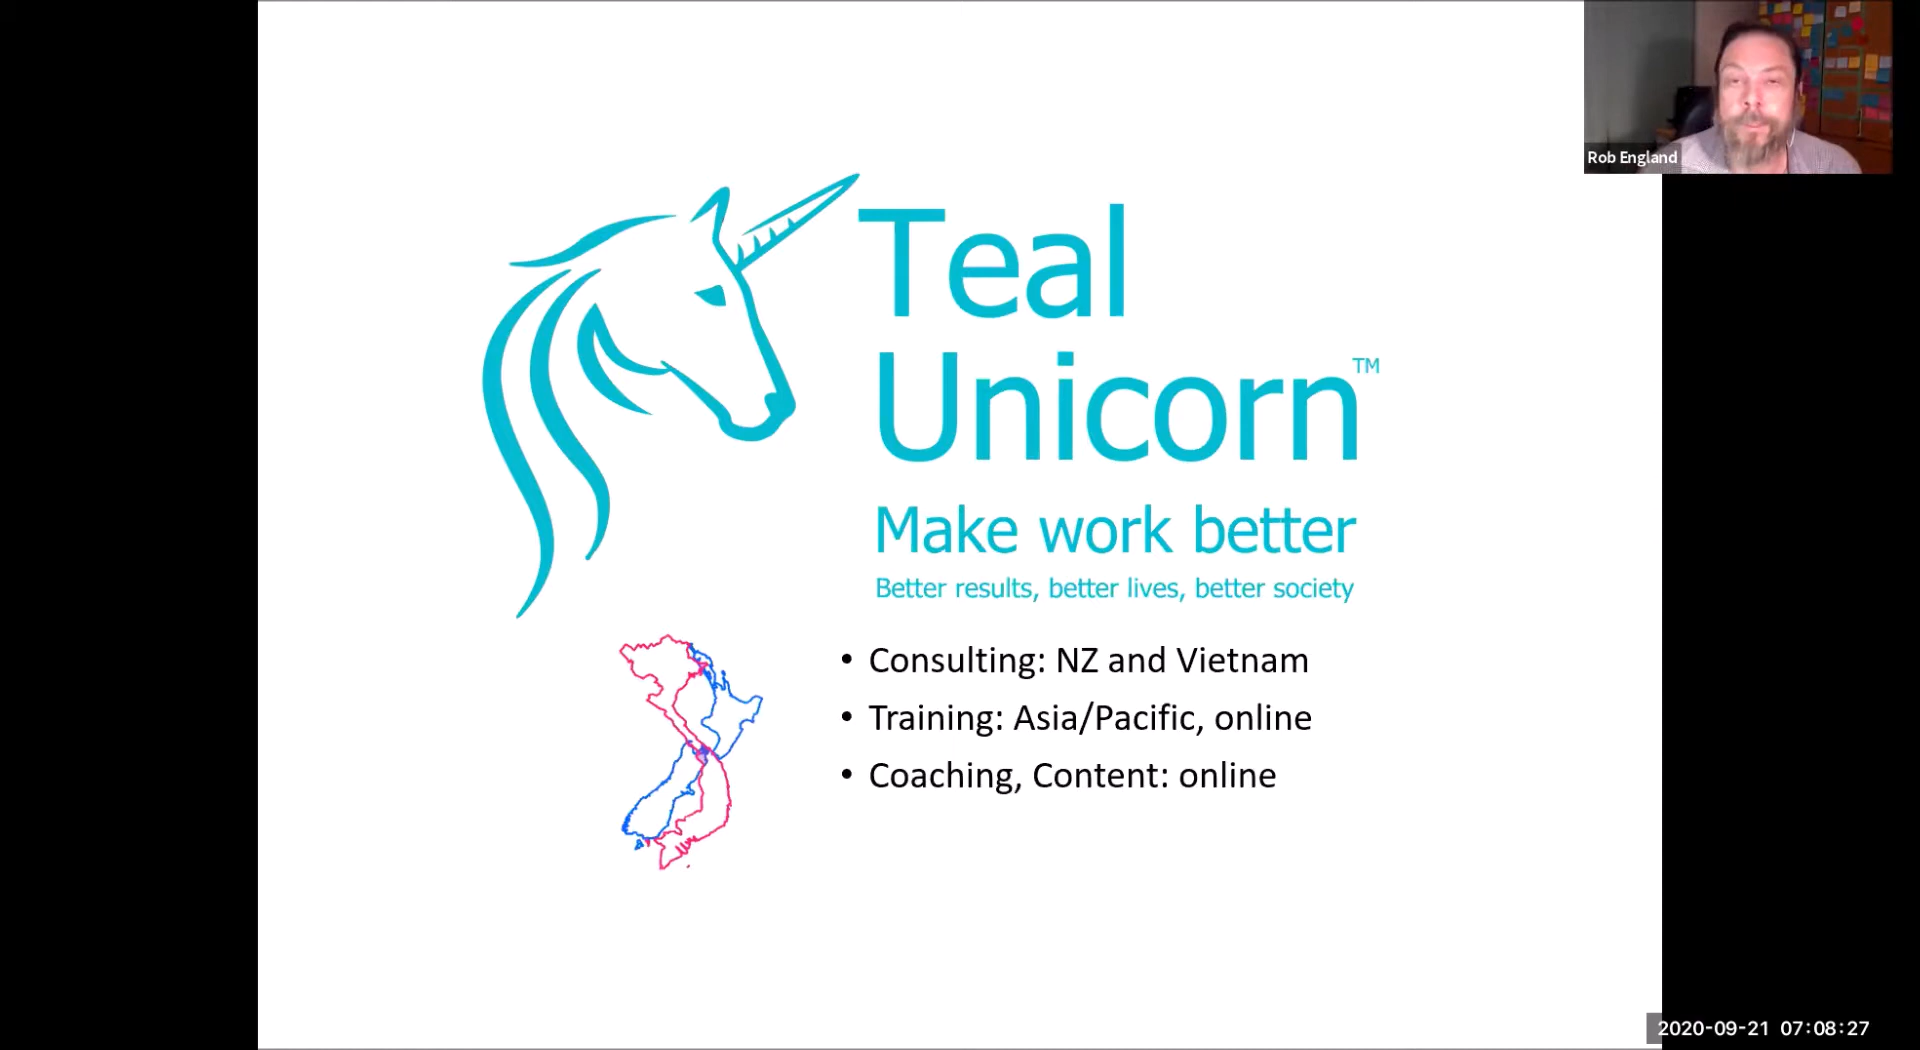 Rob England
Teal
Unicorn™
Make work better
Better results, better lives, better society
• Consulting: NZ and Vietnam
• Training: Asia/Pacific, online
• Coaching, Content: online
2020-09-21 07:08:27